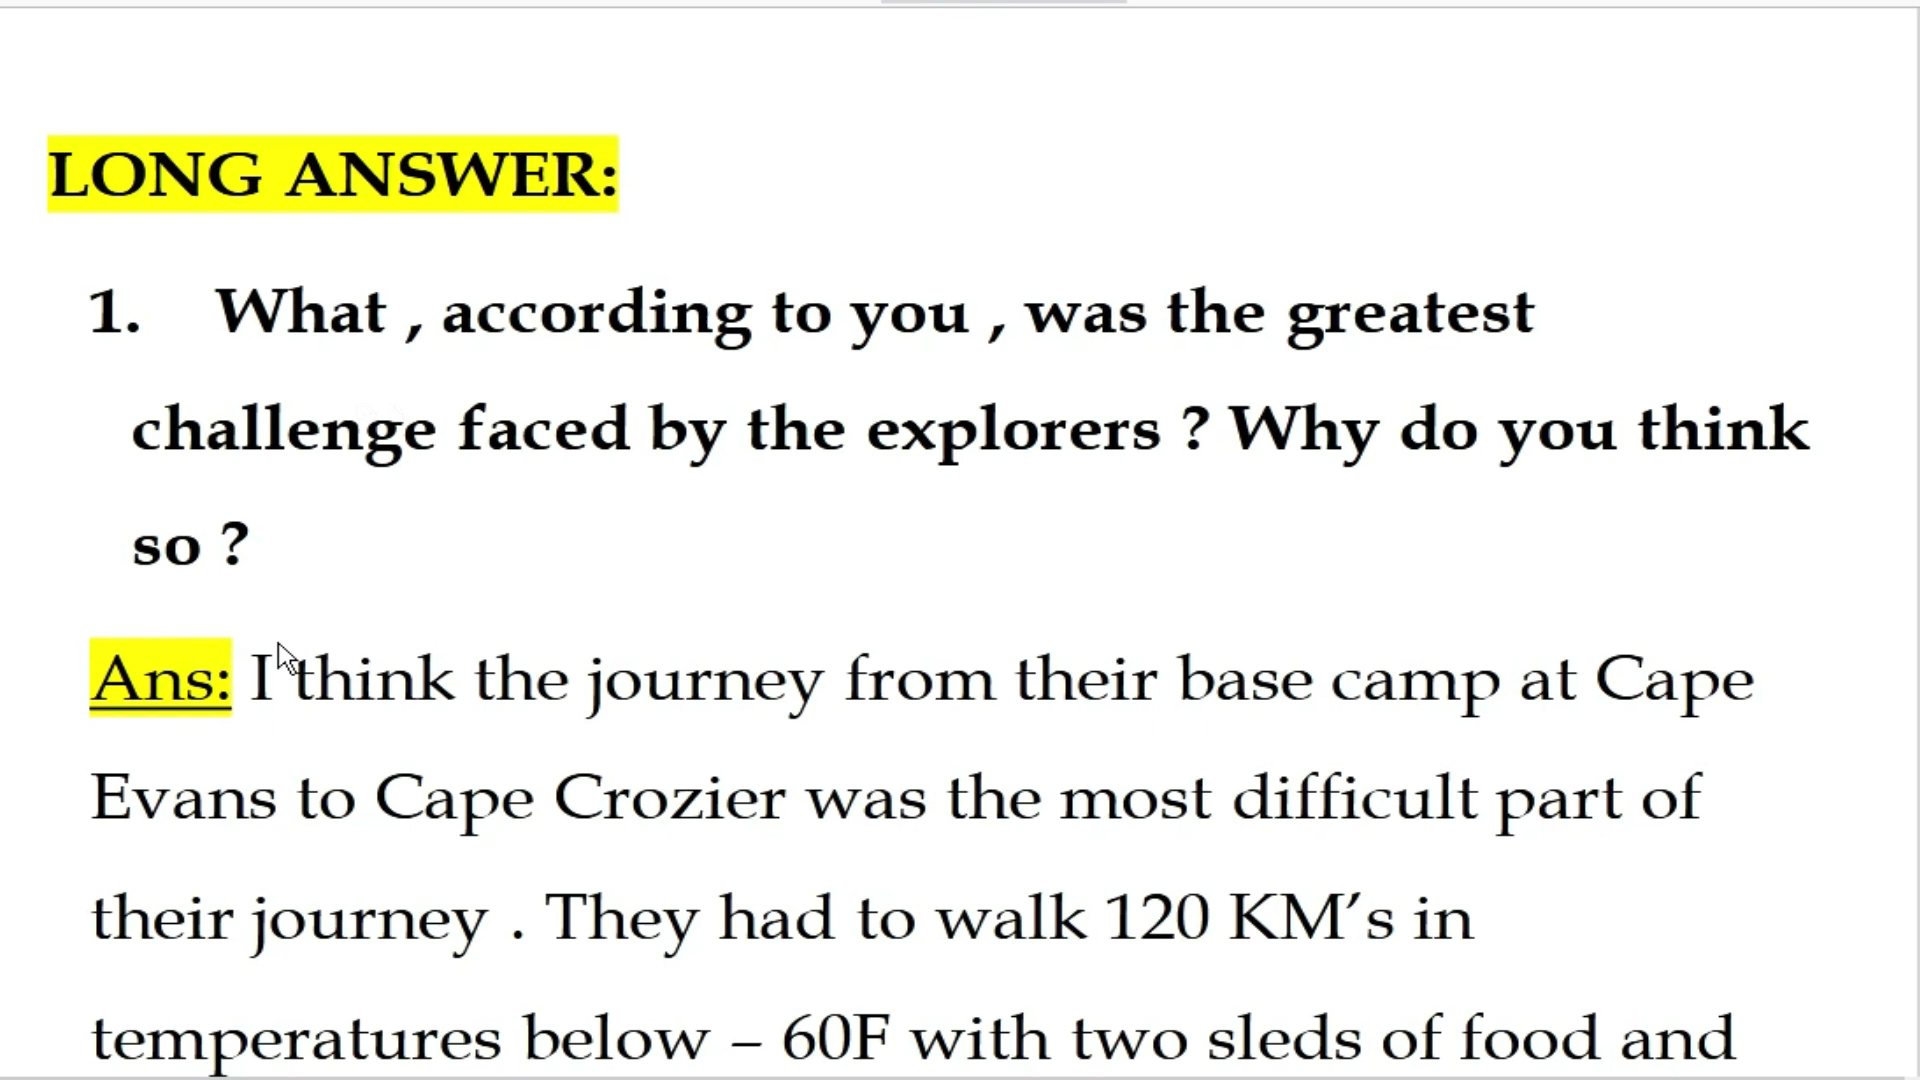 LONG ANSWER:
1. What , according to you , was the greatest
challenge faced by the explorers ? Why do you think
so ?
Ans: I think the journey from their base camp at Cape
Evans to Cape Crozier was the most difficult part of
their journey . They had to walk 120 KM’s in
temperatures below – 60F with two sleds of food and